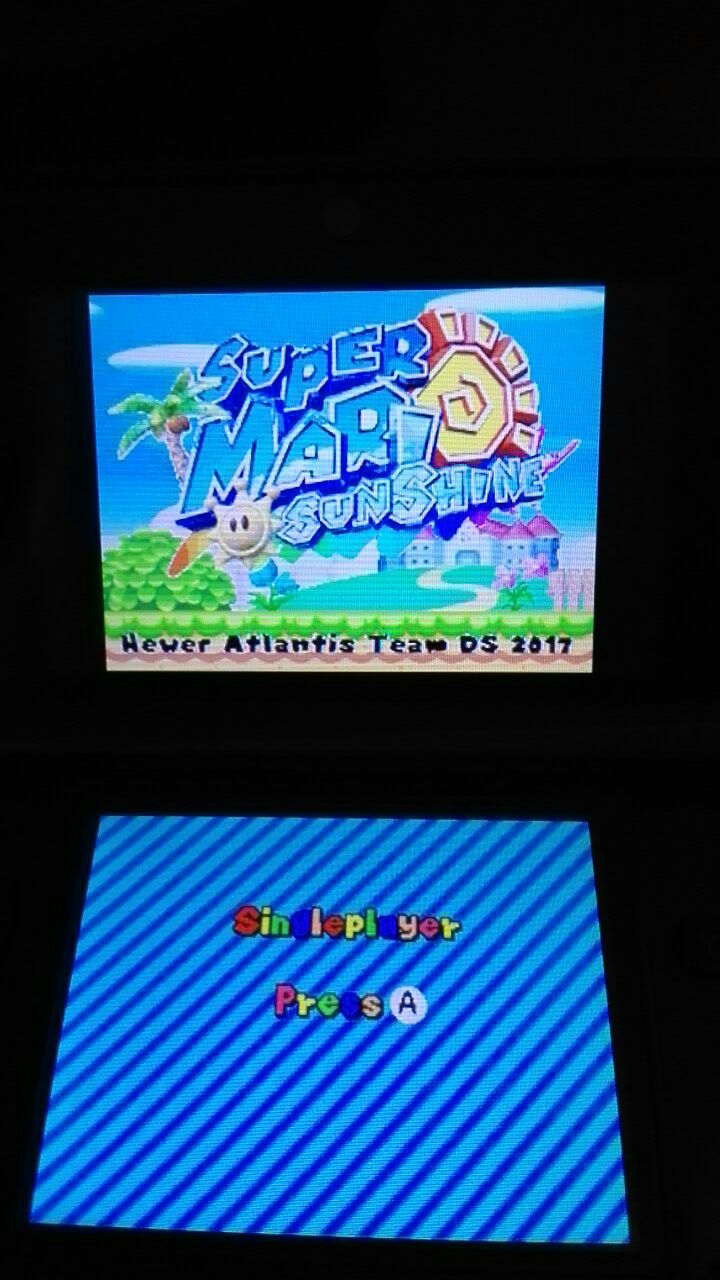 SUPER
MARIO
SUNSHINE
Newer Atlantis Team DS 2017
Singleplayer
Press A